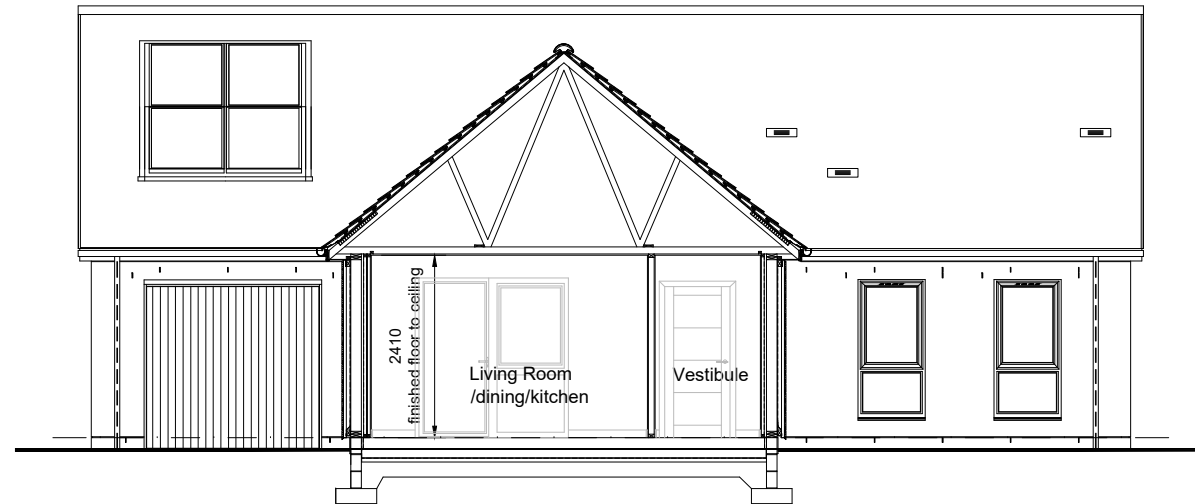 2410
finished floor to ceiling
Living Room
/dining/kitchen
Vestibule